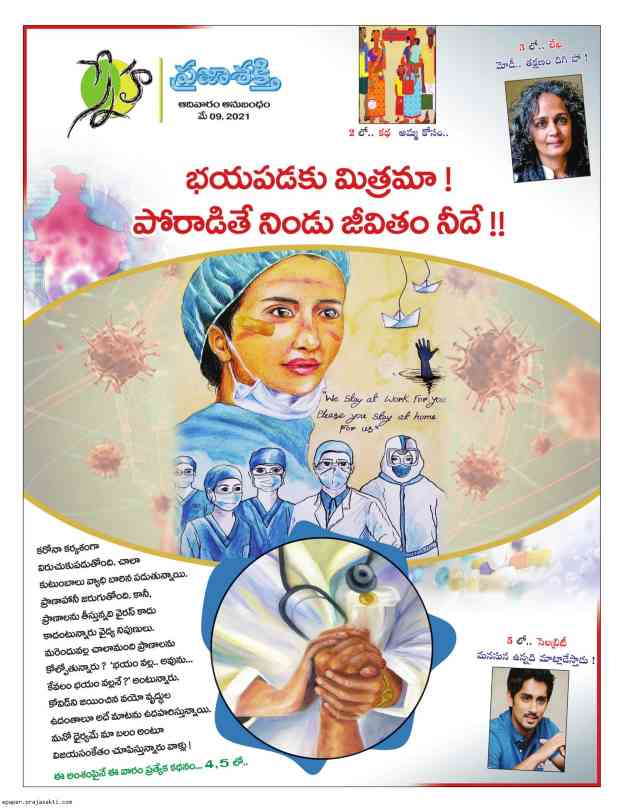 స్నేహ
ప్రజాశక్తి
ఆదివారం అనుబంధం
మే 09, 2021
2 లో.. కథ అమ్మ కోసం..
3 లో.. లేఖ
మోడీ.. తక్షణం దిగి పో !
భయపడకు మిత్రమా !
పోరాడితే నిండు జీవితం నీదే !!
"We stay at work for you
Please you stay at home
For us"
కరోనా కర్కశంగా
విరుచుకుపడుతోంది. చాలా
కుటుంబాలు వ్యాధి బారిన పడుతున్నాయి.
ప్రాణహాని జరుగుతోంది. కానీ,
ప్రాణాలను తీస్తున్నది వైరస్ కాదు
కాదంటున్నారు వైద్య నిపుణులు.
మరెందువల్ల చాలామంది ప్రాణాలను
కోల్పోతున్నారు ? 'భయం వల్ల.. అవును...
కేవలం భయం వల్లనే ?' అంటున్నారు.
కోవిడ్‌ని జయించిన వయో వృద్ధుల
ఉదంతాలూ అదే మాటను ఉదహరిస్తున్నాయి.
మనో ధైర్యమే మా బలం అంటూ
విజయసంకేతం చూపిస్తున్నారు వాళ్లు !
ఈ అంశంపైనే ఈ వారం ప్రత్యేక కథనం... 4, 5 లో..
5 లో.. సెలబ్రిటీ
మనసున ఉన్నది మాట్లాడేస్తాడు !
epaper.prajasakti.com